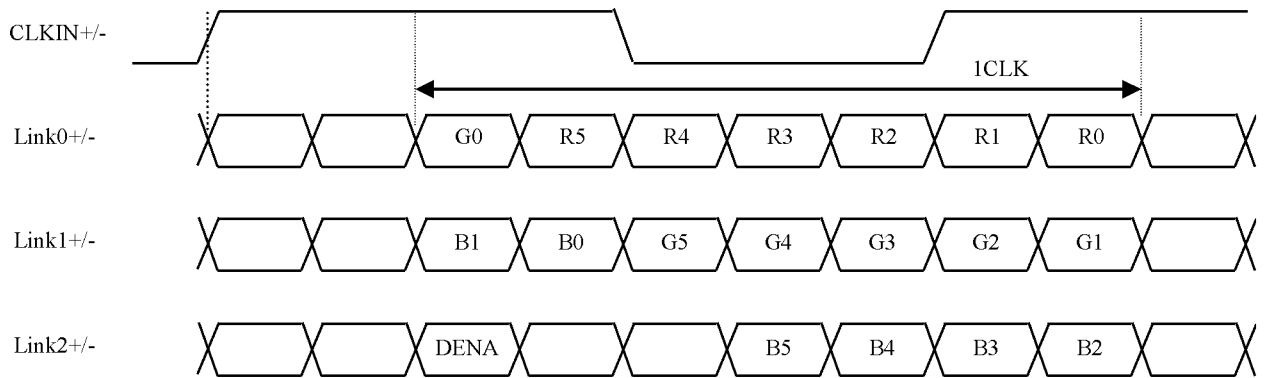 CLKIN+/-
1CLK
Link0+/- G0 R5 R4 R3 R2 R1 R0
Link1+/- B1 B0 G5 G4 G3 G2 G1
Link2+/- DENA B5 B4 B3 B2